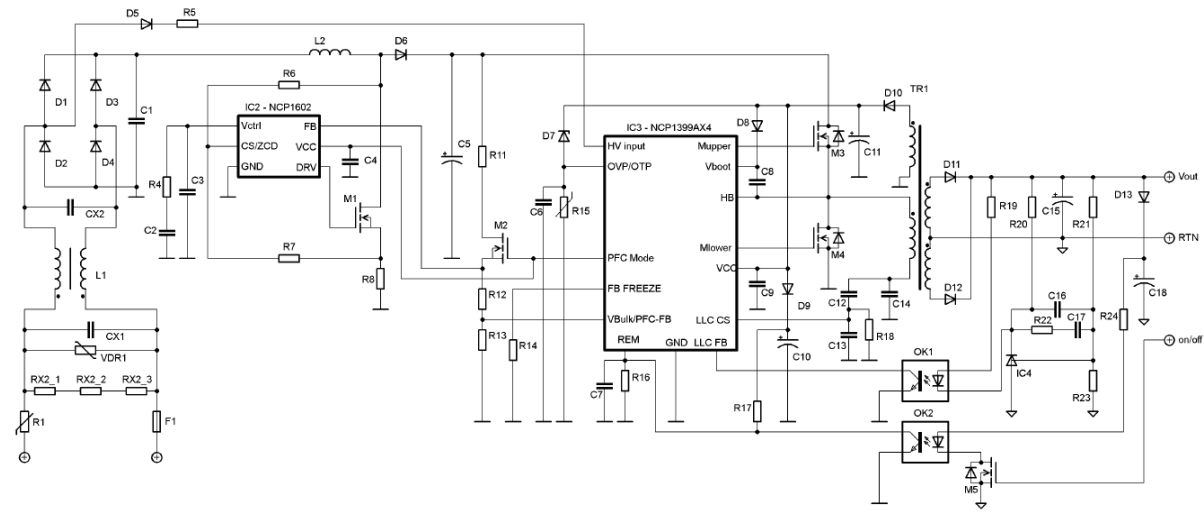 D5
R5
L2
D6
R6
IC2 - NCP1602
Vctrl
FB
CS/ZCD
VCC
GND
DRV
D1
D3
C1
D2
D4
R4
C3
C2
CX2
L1
CX1
VDR1
RX2_1
RX2_2
RX2_3
R1
F1
C4
M1
R7
R8
C5
R11
M2
R12
R13
R14
D7
C6
R15
IC3 - NCP1399AX4
HV input
Mupper
OVP/OTP
Vboot
HB
Mlower
PFC Mode
VCC
FB FREEZE
VBulk/PFC-FB
LLC CS
REM
GND
LLC FB
C7
R16
D8
C8
C9
D9
C10
R17
D10
TR1
M3
C11
M4
C12
C14
C13
R18
D11
D12
R19
R20
C15
R21
D13
Vout
RTN
C18
C16
R22
C17
R24
on/off
IC4
R23
OK1
OK2
M5